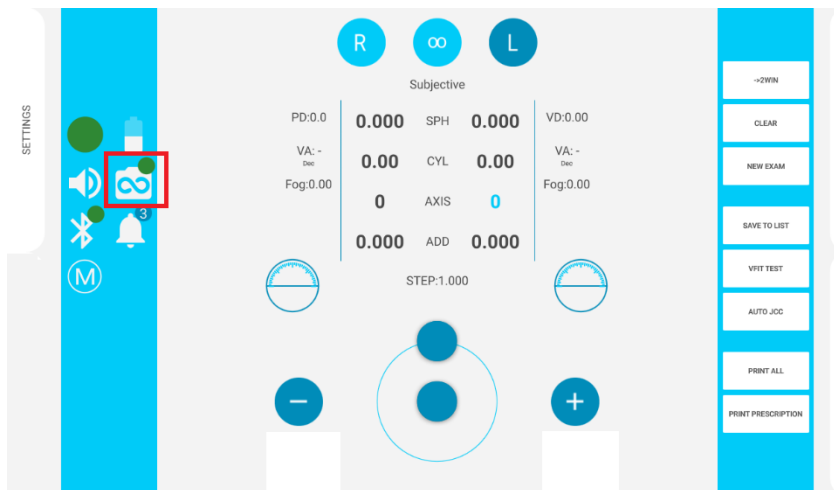 SETTINGS
3
M
R ∞ L
Subjective
PD:0.0
VA: -
Dec
Fog:0.00
0.000 SPH 0.000
0.00 CYL 0.00
0 AXIS 0
0.000 ADD 0.000
VD:0.00
VA: -
Dec
Fog:0.00
STEP:1.000
−
+
->2WIN
CLEAR
NEW EXAM
SAVE TO LIST
VFIT TEST
AUTO JCC
PRINT ALL
PRINT PRESCRIPTION